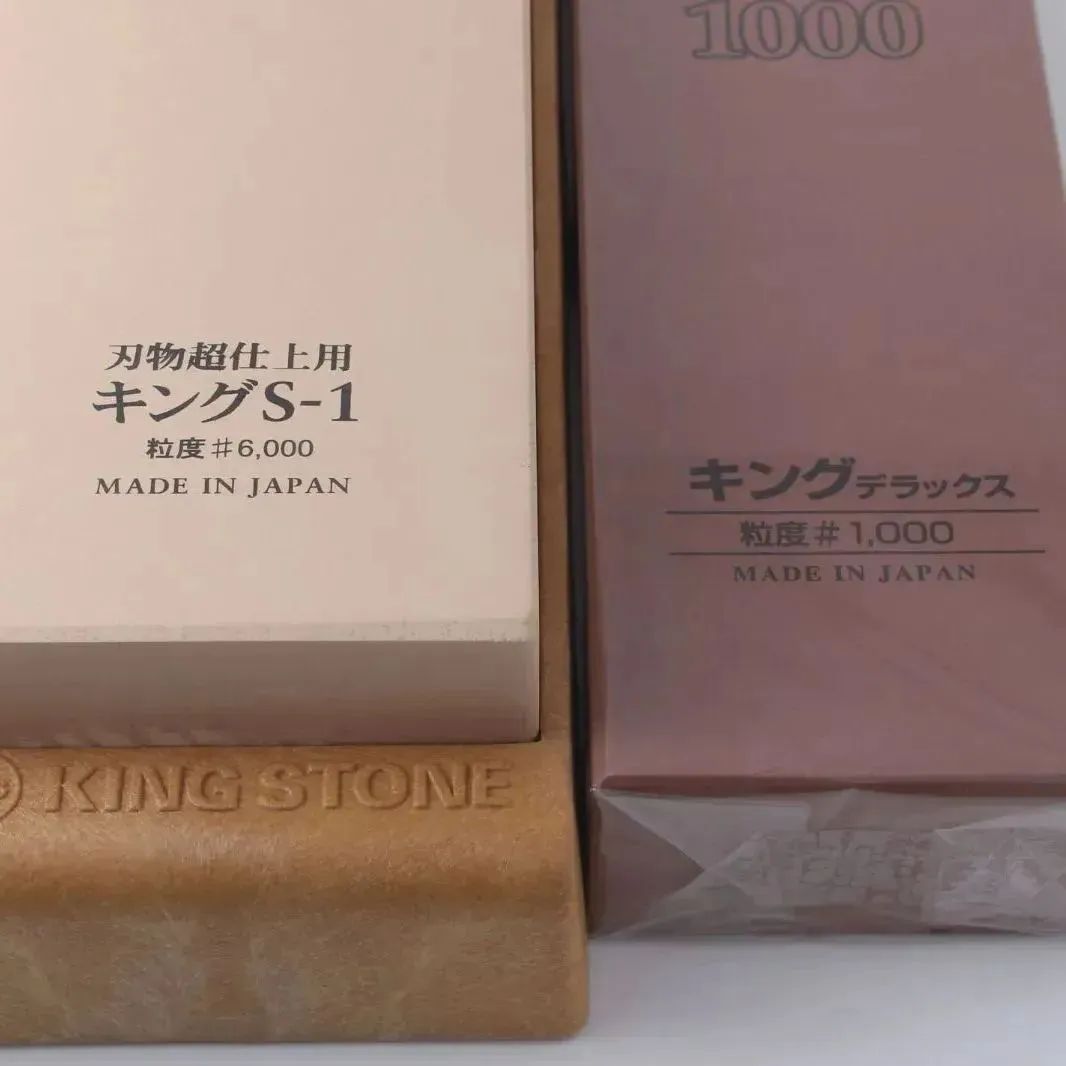 刃物超仕上用
キングS-1
粒度#6,000
MADE IN JAPAN
KING STONE
1000
キングデラックス
粒度#1,000
MADE IN JAPAN